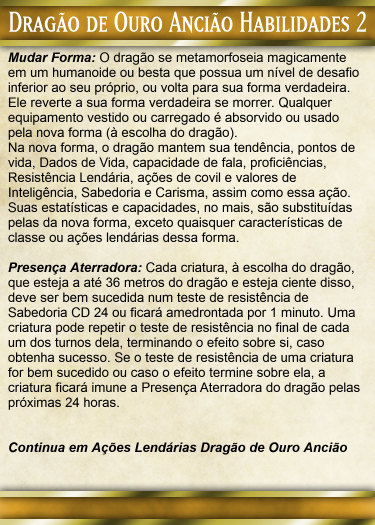 Dragão de Ouro Ancião Habilidades 2
Mudar Forma: O dragão se metamorfoseia magicamente
em um humanoide ou besta que possua um nível de desafio
inferior ao seu próprio, ou volta para sua forma verdadeira.
Ele reverte a sua forma verdadeira se morrer. Qualquer
equipamento vestido ou carregado é absorvido ou usado
pela nova forma (à escolha do dragão).
Na nova forma, o dragão mantem sua tendência, pontos de
vida, Dados de Vida, capacidade de fala, proficiências,
Resistência Lendária, ações de covil e valores de
Inteligência, Sabedoria e Carisma, assim como essa ação.
Suas estatísticas e capacidades, no mais, são substituídas
pelas da nova forma, exceto quaisquer características de
classe ou ações lendárias dessa forma.
Presença Aterradora: Cada criatura, à escolha do dragão,
que esteja a até 36 metros do dragão e esteja ciente disso,
deve ser bem sucedida num teste de resistência de
Sabedoria CD 24 ou ficará amedrontada por 1 minuto. Uma
criatura pode repetir o teste de resistência no final de cada
um dos turnos dela, terminando o efeito sobre si, caso
obtenha sucesso. Se o teste de resistência de uma criatura
for bem sucedido ou caso o efeito termine sobre ela, a
criatura ficará imune a Presença Aterradora do dragão pelas
próximas 24 horas.
Continua em Ações Lendárias Dragão de Ouro Ancião